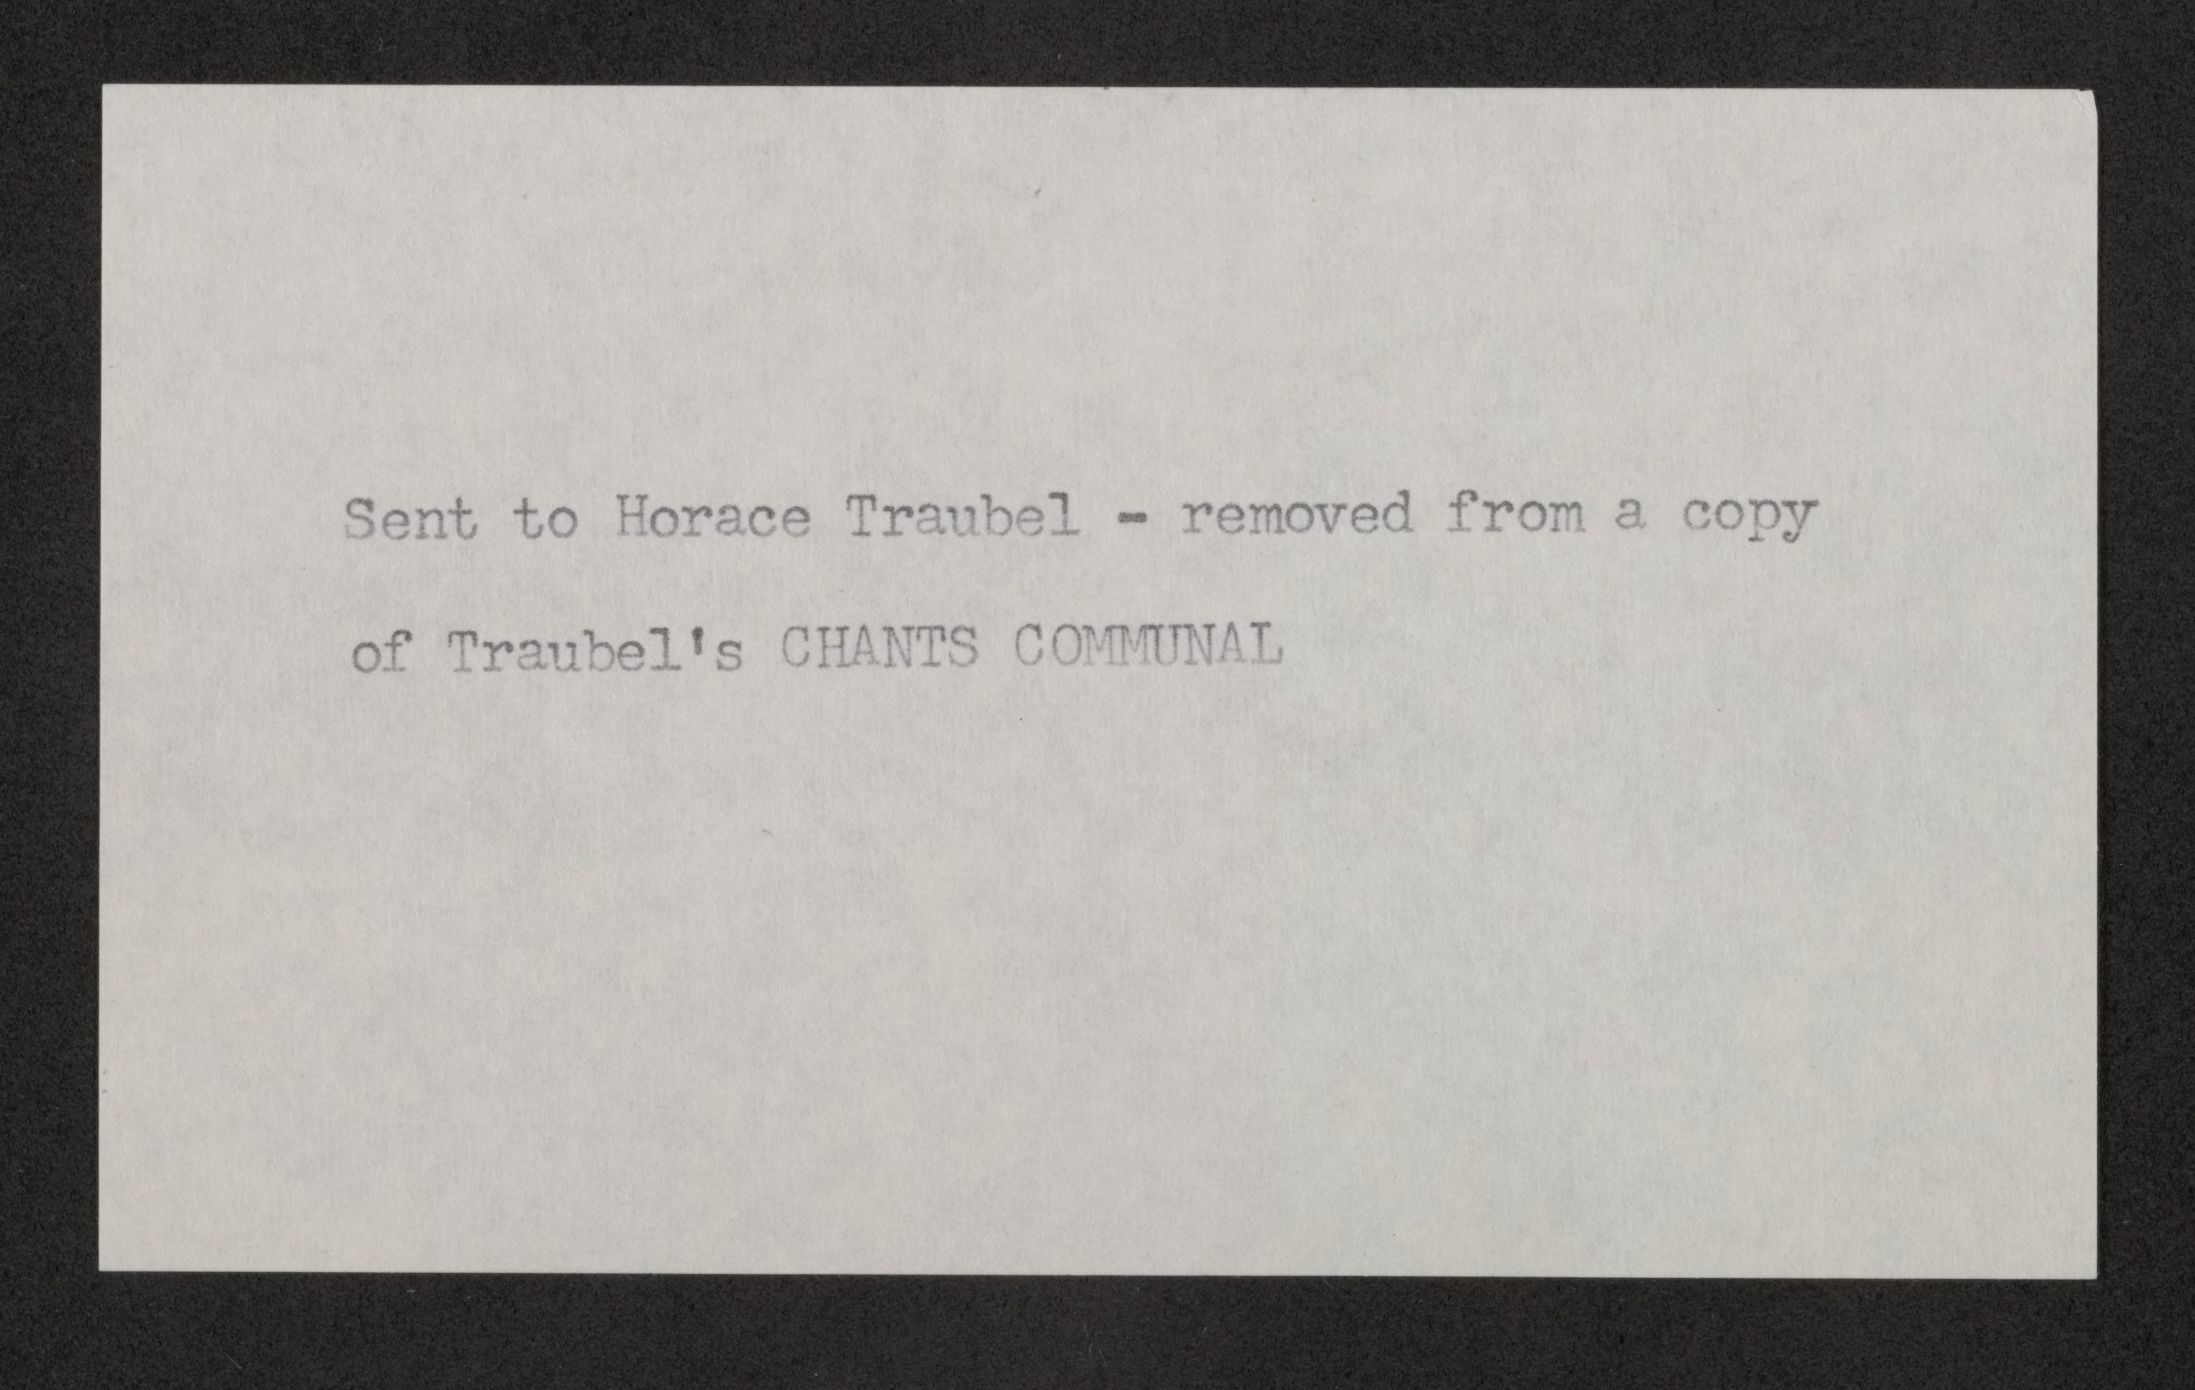 Sent to Horace Traubel - removed from a copy
of Traubel's CHANTS COMMUNAL